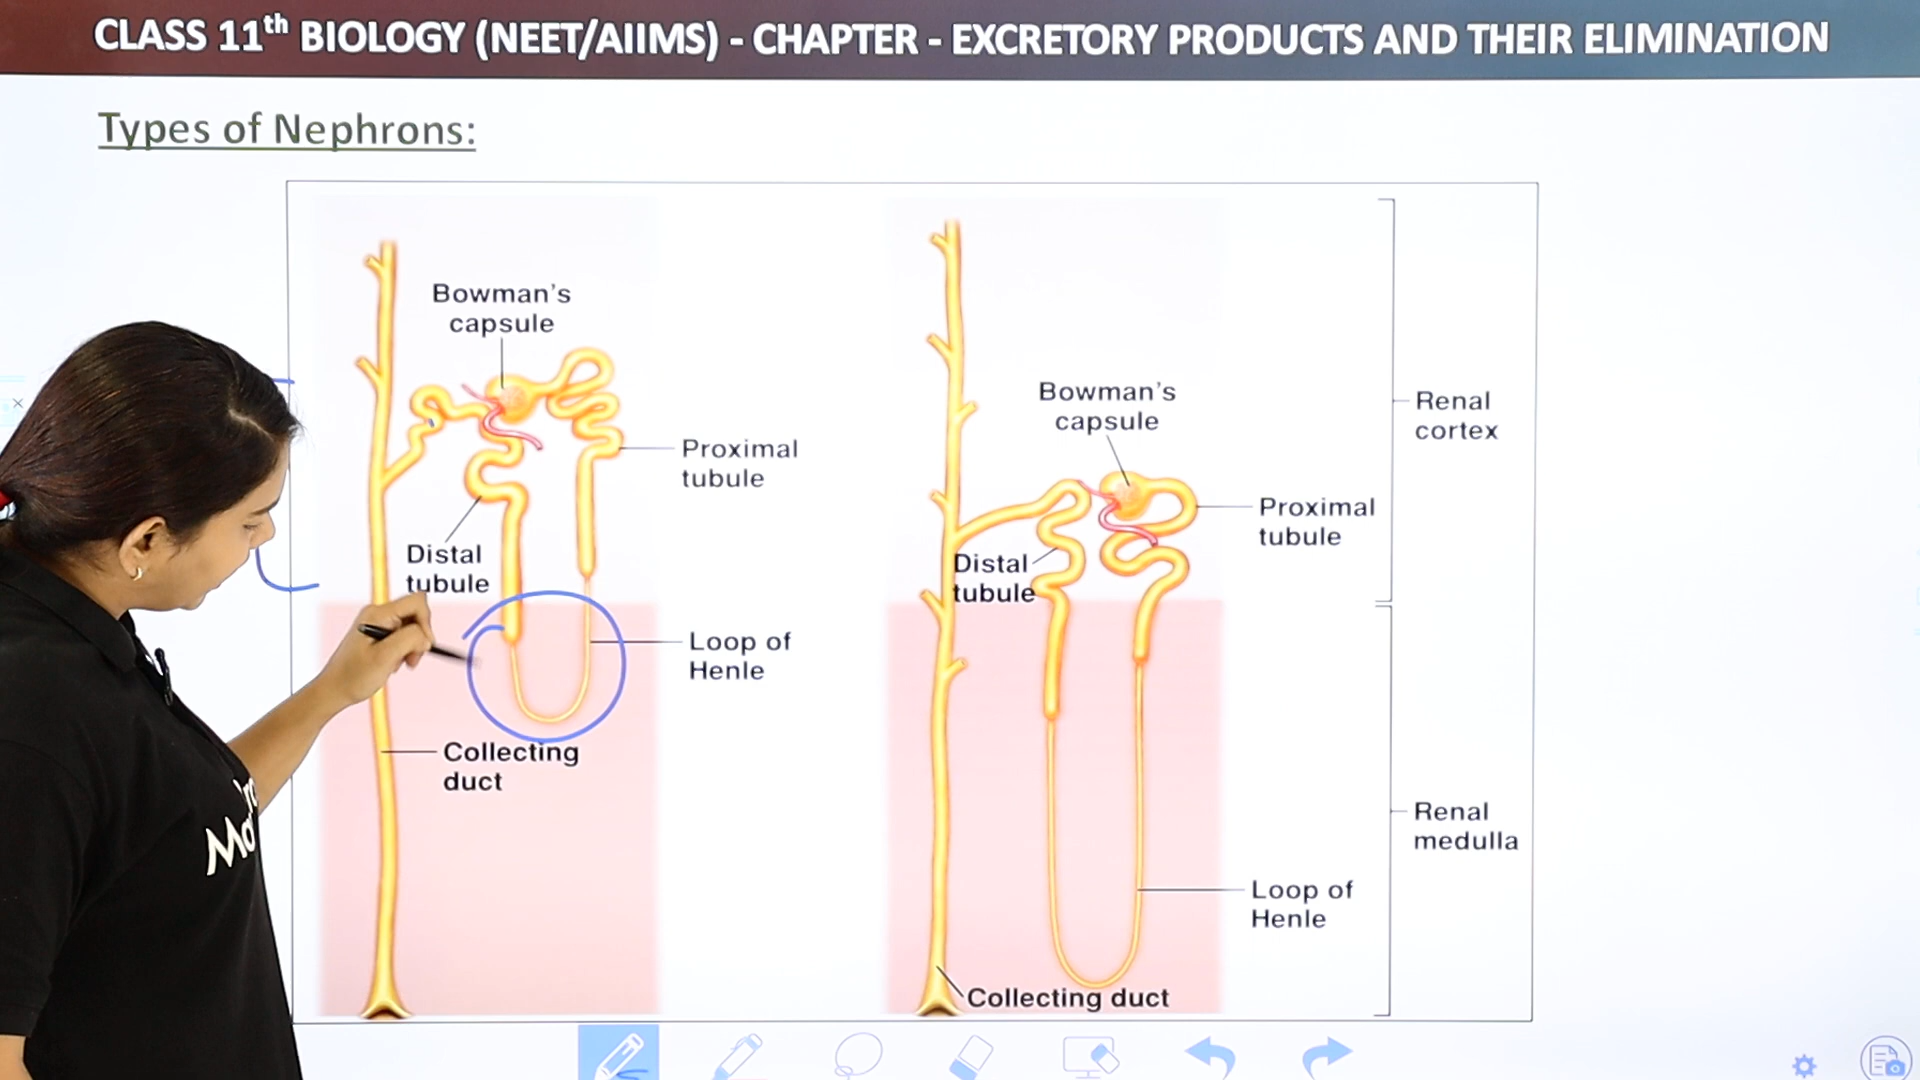 CLASS 11th BIOLOGY (NEET/AIIMS) - CHAPTER - EXCRETORY PRODUCTS AND THEIR ELIMINATION
Types of Nephrons:
Bowman's
capsule
Proximal
tubule
Distal
tubule
Loop of
Henle
Collecting
duct
Bowman's
capsule
Proximal
tubule
Distal
tubule
Loop of
Henle
Collecting duct
Renal
cortex
Renal
medulla